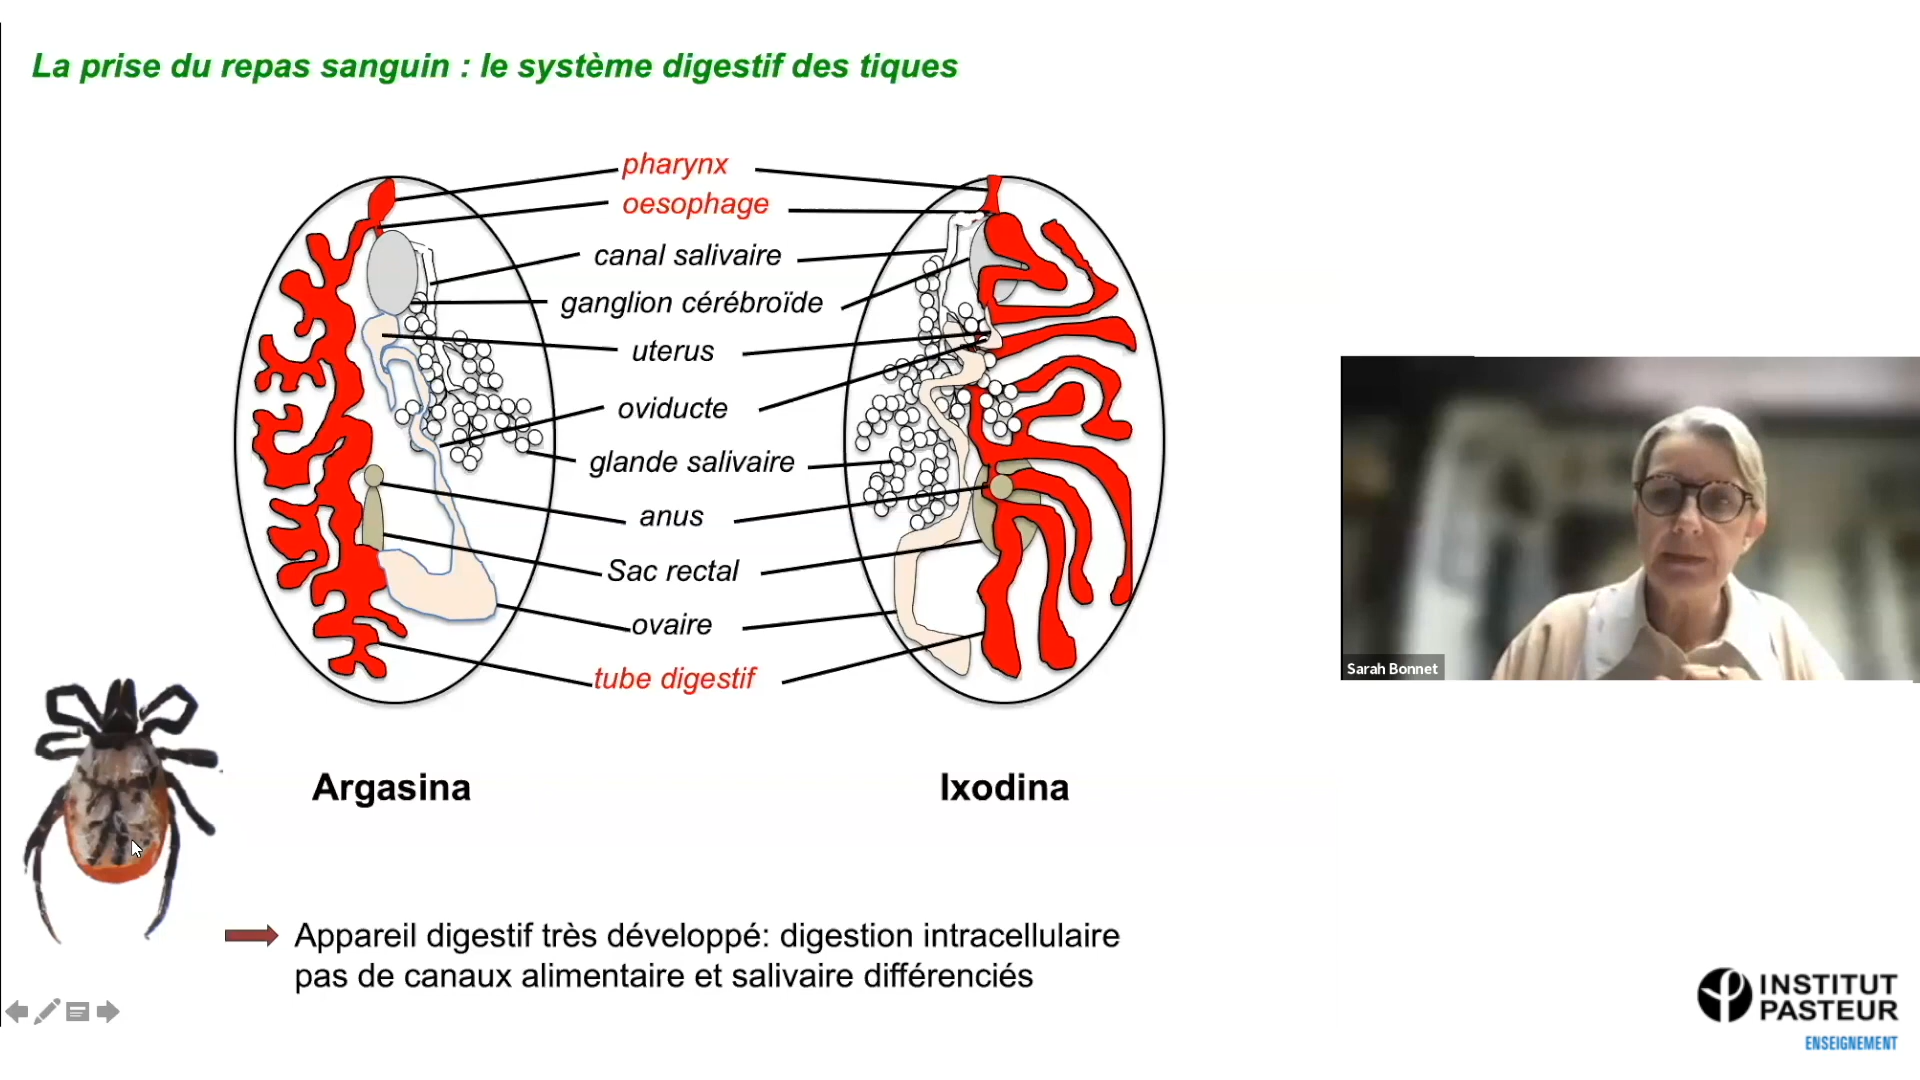 La prise du repas sanguin : le système digestif des tiques
pharynx
oesophage
canal salivaire
ganglion cérébroïde
uterus
oviducte
glande salivaire
anus
Sac rectal
ovaire
tube digestif
Argasina
Ixodina
Appareil digestif très développé: digestion intracellulaire
pas de canaux alimentaire et salivaire différenciés
Sarah Bonnet
INSTITUT
PASTEUR
ENSEIGNEMENT